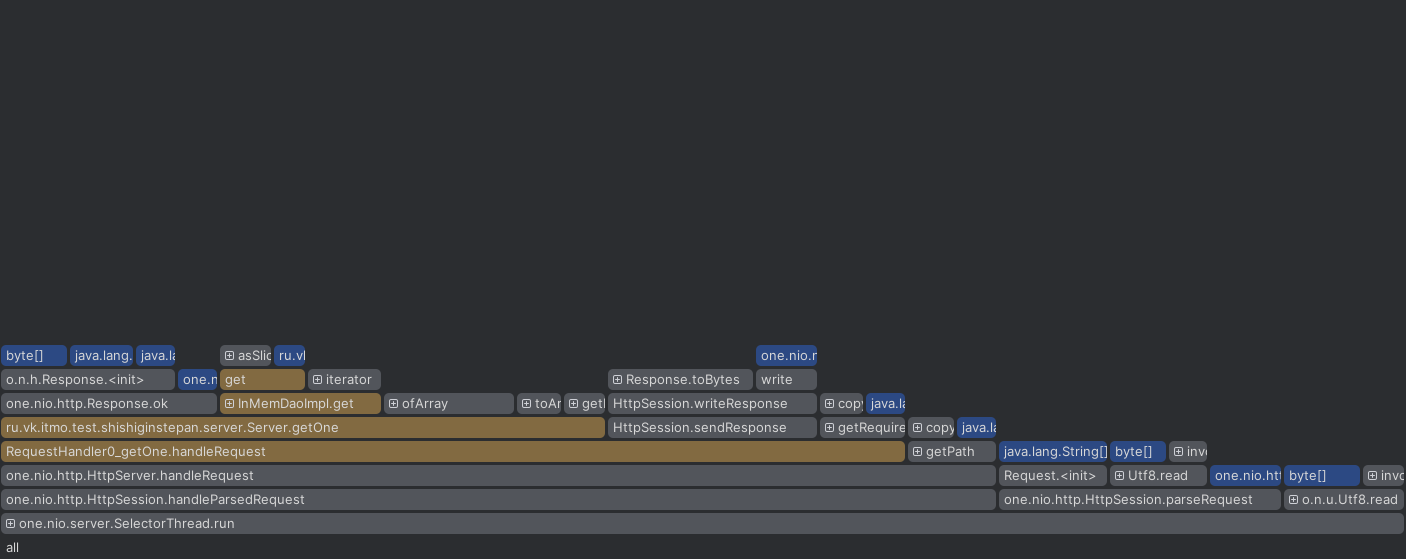 byte[] java.lang. java.la asSlic ru.vl one.nio.r
o.n.h.Response.<init> one.n get iterator Response.toBytes write
one.nio.http.Response.ok InMemDaoImpl.get ofArray toAr getl HttpSession.writeResponse copy java.la
ru.vk.itmo.test.shishiginstepan.server.Server.getOne HttpSession.sendResponse getRequire copy java.la
RequestHandler0_getOne.handleRequest getPath java.lang.String[] byte[] invo
one.nio.http.HttpServer.handleRequest Request.<init> Utf8.read one.nio.htt byte[] invo
one.nio.http.HttpSession.handleParsedRequest one.nio.http.HttpSession.parseRequest o.n.u.Utf8.read
one.nio.server.SelectorThread.run
all